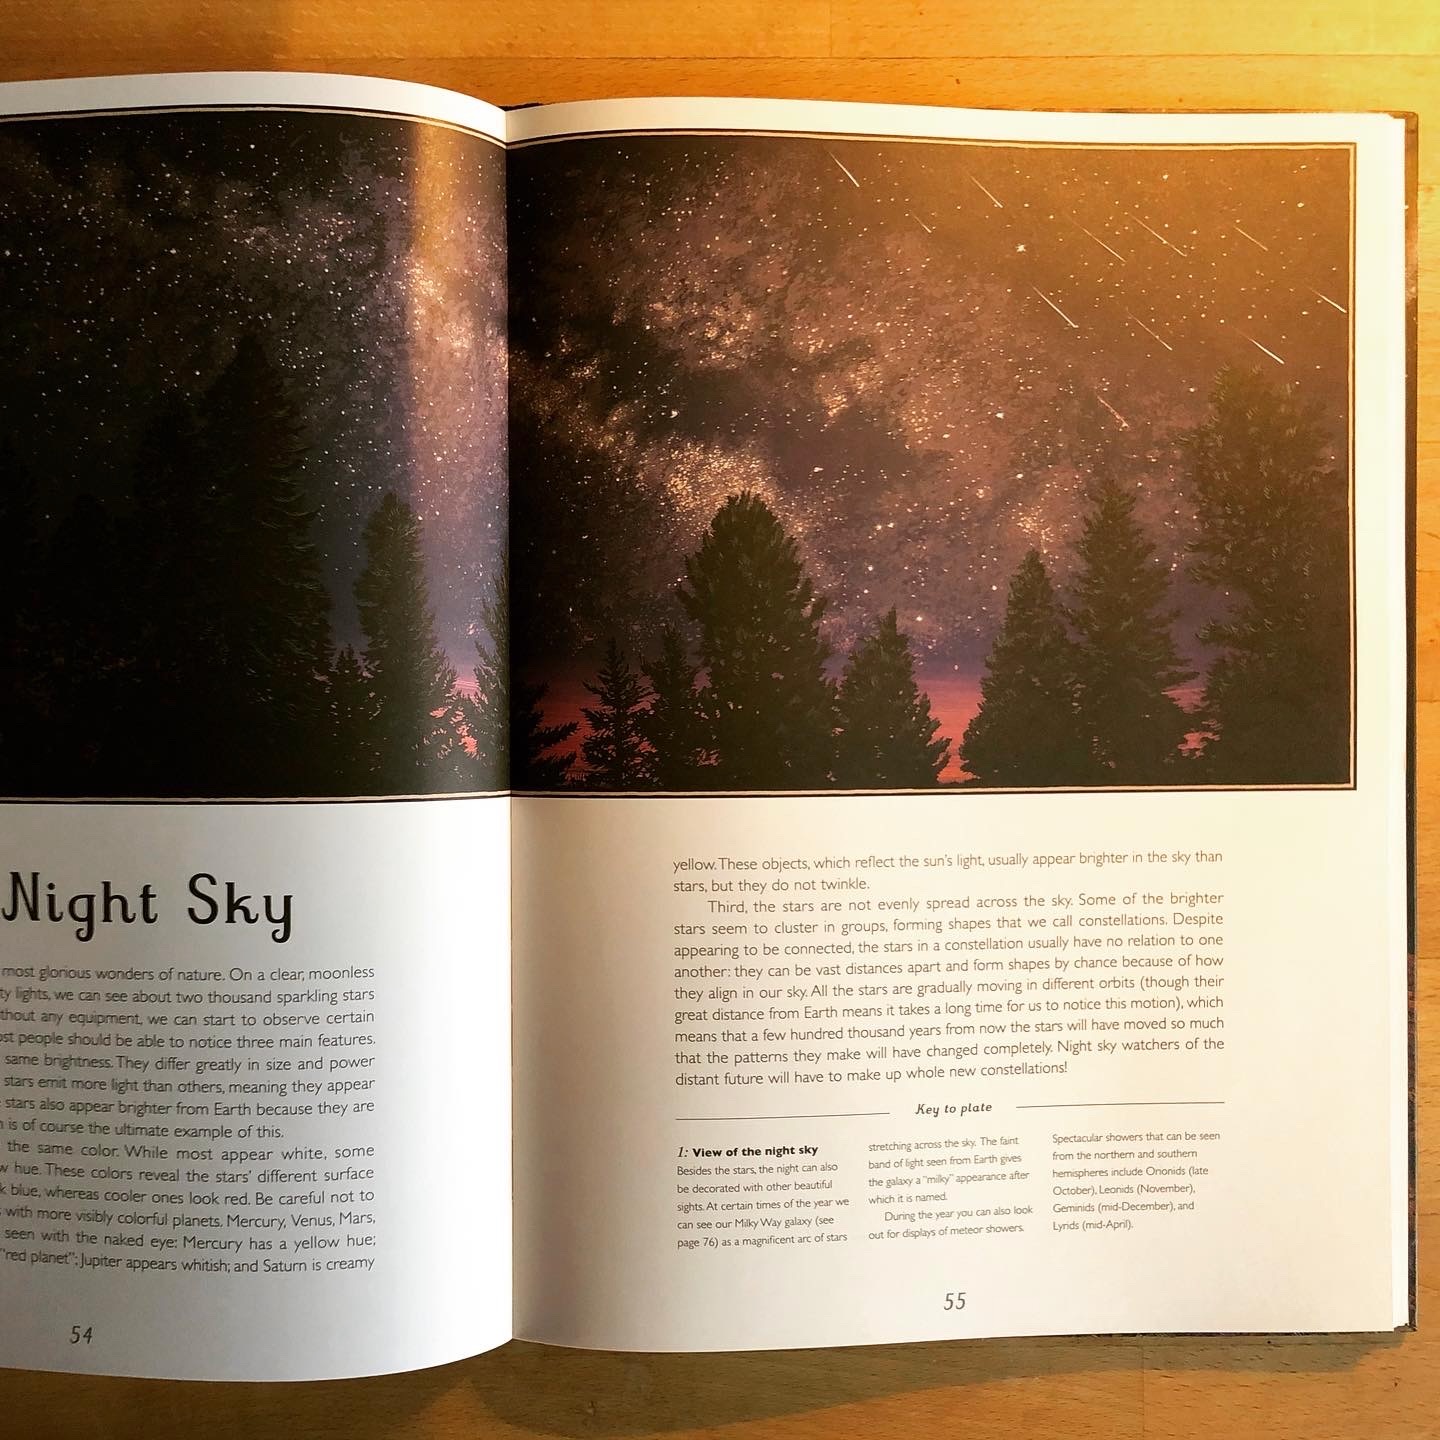 Night Sky
most glorious wonders of nature. On a clear, moonless
ty lights, we can see about two thousand sparkling stars
thout any equipment, we can start to observe certain
ost people should be able to notice three main features.
same brightness. They differ greatly in size and power
stars emit more light than others, meaning they appear
stars also appear brighter from Earth because they are
n is of course the ultimate example of this.
the same color. While most appear white, some
w hue. These colors reveal the stars' different surface
k blue, whereas cooler ones look red. Be careful not to
with more visibly colorful planets. Mercury, Venus, Mars,
seen with the naked eye: Mercury has a yellow hue;
"red planet"; Jupiter appears whitish; and Saturn is creamy
54
yellow. These objects, which reflect the sun's light, usually appear brighter in the sky than
stars, but they do not twinkle.
Third, the stars are not evenly spread across the sky. Some of the brighter
stars seem to cluster in groups, forming shapes that we call constellations. Despite
appearing to be connected, the stars in a constellation usually have no relation to one
another: they can be vast distances apart and form shapes by chance because of how
they align in our sky. All the stars are gradually moving in different orbits (though their
great distance from Earth means it takes a long time for us to notice this motion), which
means that a few hundred thousand years from now the stars will have moved so much
that the patterns they make will have changed completely. Night sky watchers of the
distant future will have to make up whole new constellations!
Key to plate
1: View of the night sky
Besides the stars, the night can also
be decorated with other beautiful
sights. At certain times of the year we
can see our Milky Way galaxy (see
page 76) as a magnificent arc of stars
stretching across the sky. The faint
band of light seen from Earth gives
the galaxy a "milky" appearance after
which it is named.
During the year you can also look
out for displays of meteor showers.
Spectacular showers that can be seen
from the northern and southern
hemispheres include Orionids (late
October), Leonids (November),
Geminids (mid-December), and
Lyrids (mid-April).
55